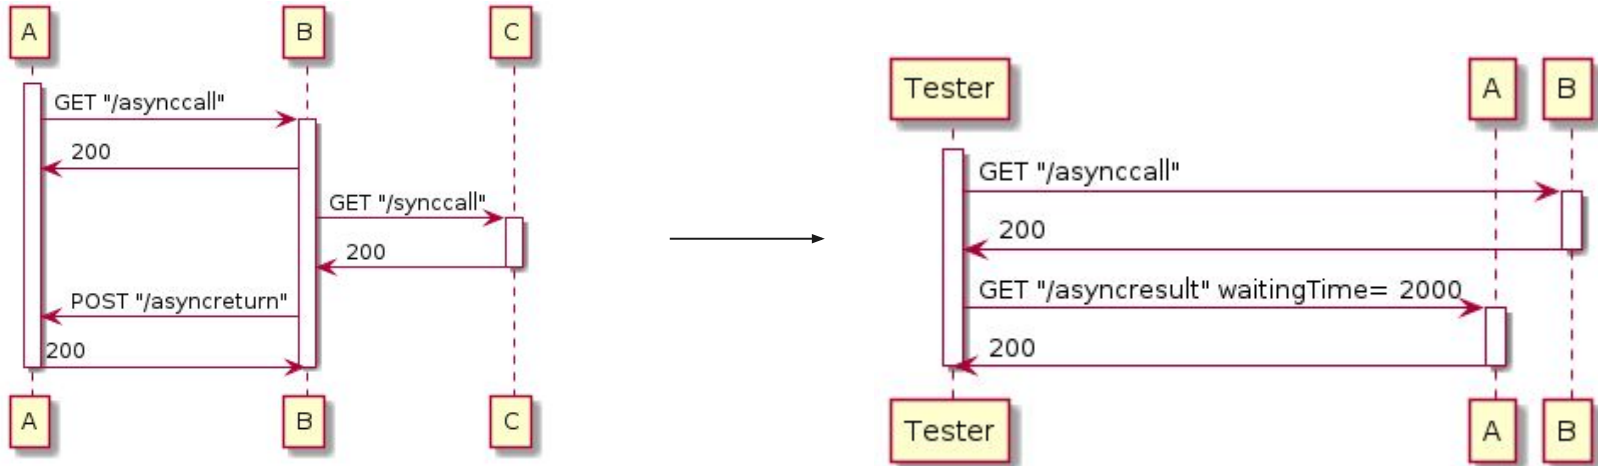 A
B
C
GET "/asynccall"
200
GET "/synccall"
200
POST "/asyncreturn"
200
A
B
C
Tester
A
B
GET "/asynccall"
200
GET "/asyncresult" waitingTime= 2000
200
Tester
A
B